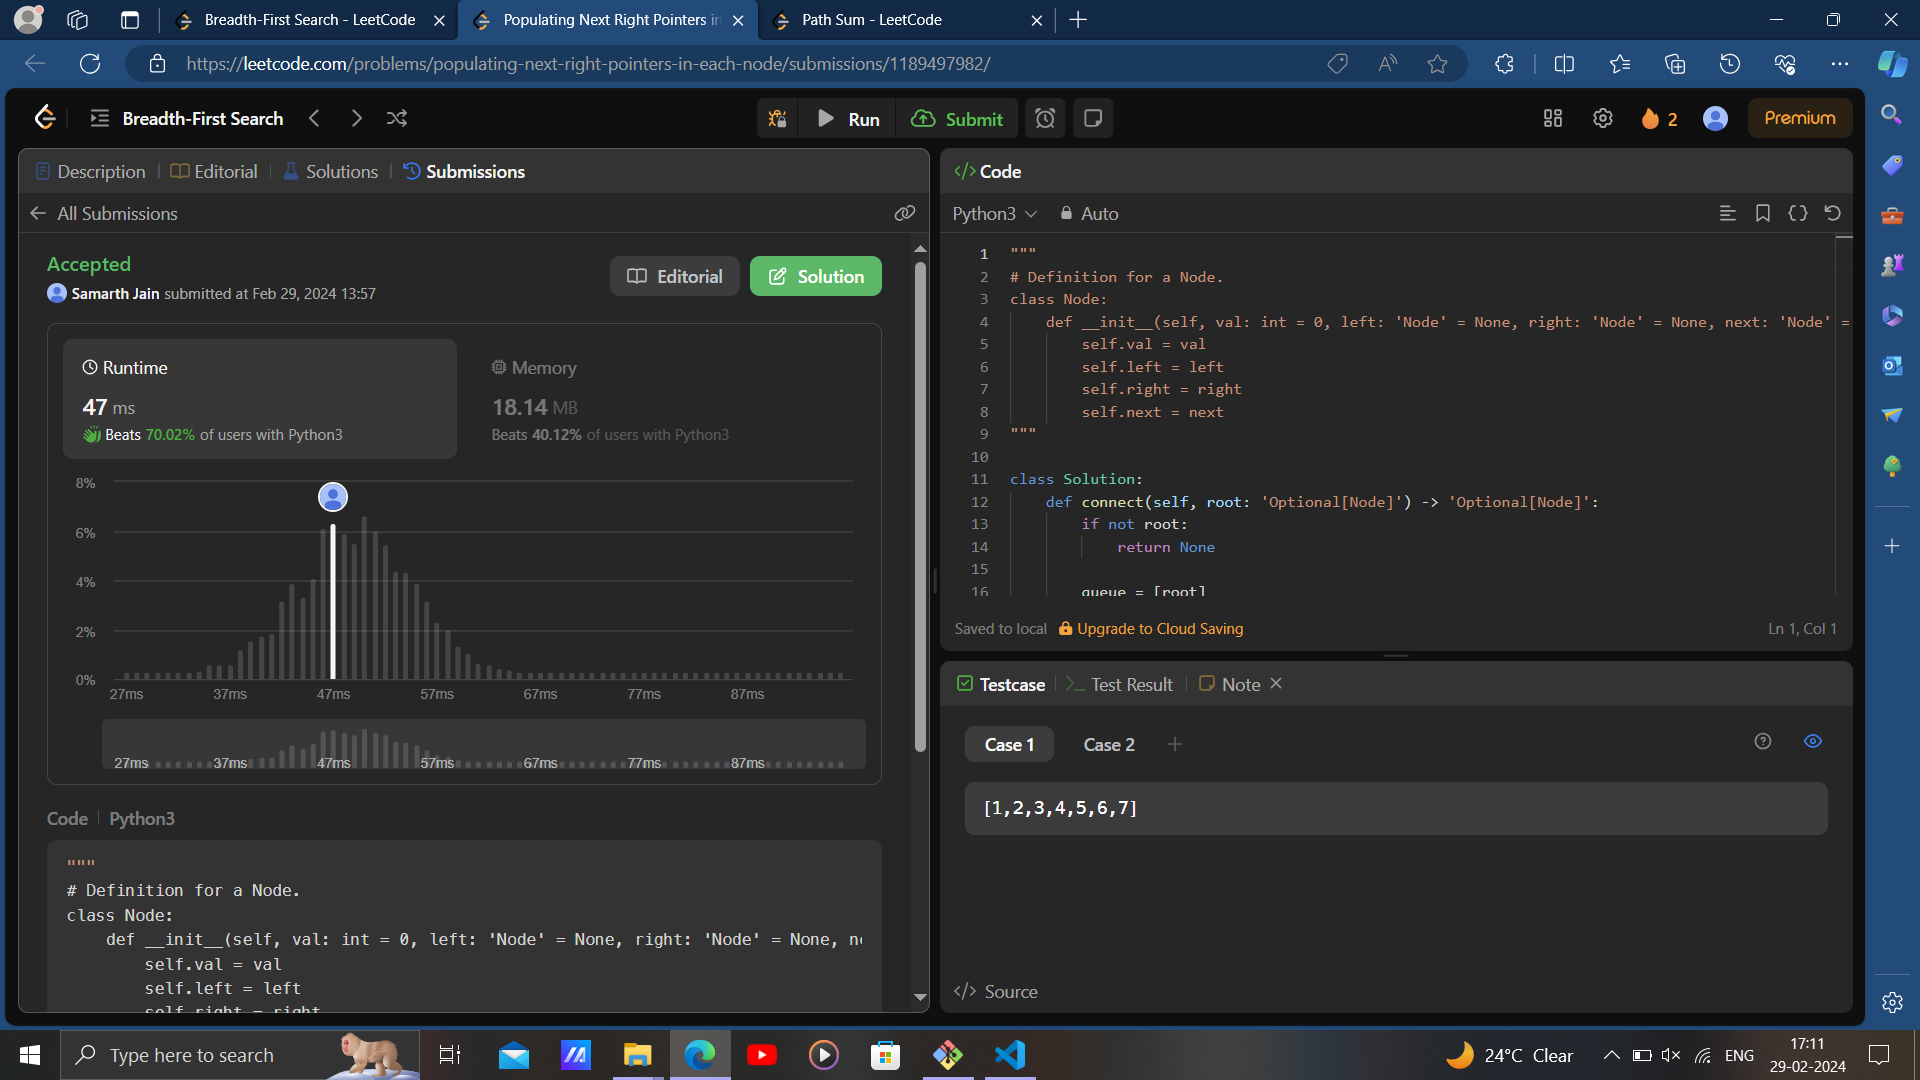 Breadth-First Search - LeetCode
Populating Next Right Pointers in
Path Sum - LeetCode
https://leetcode.com/problems/populating-next-right-pointers-in-each-node/submissions/1189497982/
Breadth-First Search
Run
Submit
2
Premium
Description
Editorial
Solutions
Submissions
All Submissions
Accepted
Samarth Jain submitted at Feb 29, 2024 13:57
Editorial
Solution
Runtime
47 ms
Beats 70.02% of users with Python3
Memory
18.14 MB
Beats 40.12% of users with Python3
8%
6%
4%
2%
0%
27ms 37ms 47ms 57ms 67ms 77ms 87ms
27ms 37ms 47ms 57ms 67ms 77ms 87ms
Code | Python3
"""
# Definition for a Node.
class Node:
    def __init__(self, val: int = 0, left: 'Node' = None, right: 'Node' = None, ne
        self.val = val
        self.left = left
        self.right = right
</> Code
Python3
Auto
1 """
2 # Definition for a Node.
3 class Node:
4     def __init__(self, val: int = 0, left: 'Node' = None, right: 'Node' = None, next: 'Node' =
5         self.val = val
6         self.left = left
7         self.right = right
8         self.next = next
9 """
10
11 class Solution:
12     def connect(self, root: 'Optional[Node]') -> 'Optional[Node]':
13         if not root:
14             return None
15
16         queue = [root]
Saved to local
Upgrade to Cloud Saving
Ln 1, Col 1
Testcase
Test Result
Note
Case 1
Case 2
[1,2,3,4,5,6,7]
</> Source
Type here to search
24°C Clear
ENG
17:11
29-02-2024